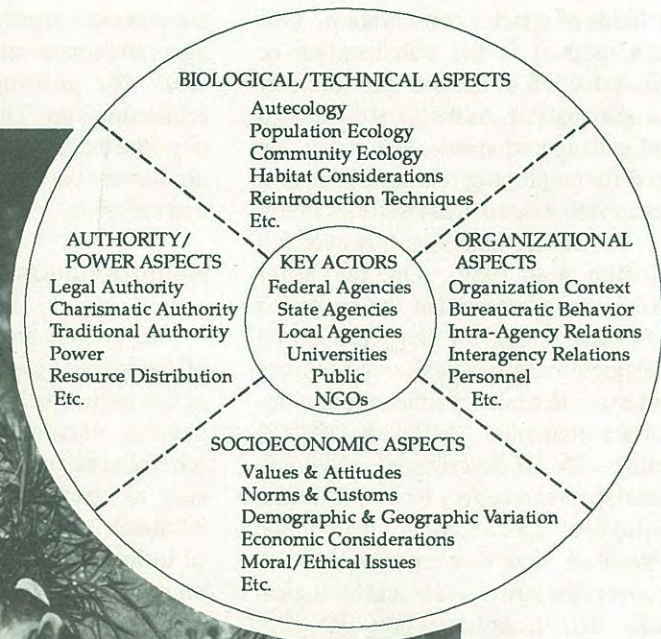 BIOLOGICAL/TECHNICAL ASPECTS
Autecology
Population Ecology
Community Ecology
Habitat Considerations
Reintroduction Techniques
Etc.
AUTHORITY/
POWER ASPECTS
Legal Authority
Charismatic Authority
Traditional Authority
Power
Resource Distribution
Etc.
KEY ACTORS
Federal Agencies
State Agencies
Local Agencies
Universities
Public
NGOs
ORGANIZATIONAL
ASPECTS
Organization Context
Bureaucratic Behavior
Intra-Agency Relations
Interagency Relations
Personnel
Etc.
SOCIOECONOMIC ASPECTS
Values & Attitudes
Norms & Customs
Demographic & Geographic Variation
Economic Considerations
Moral/Ethical Issues
Etc.